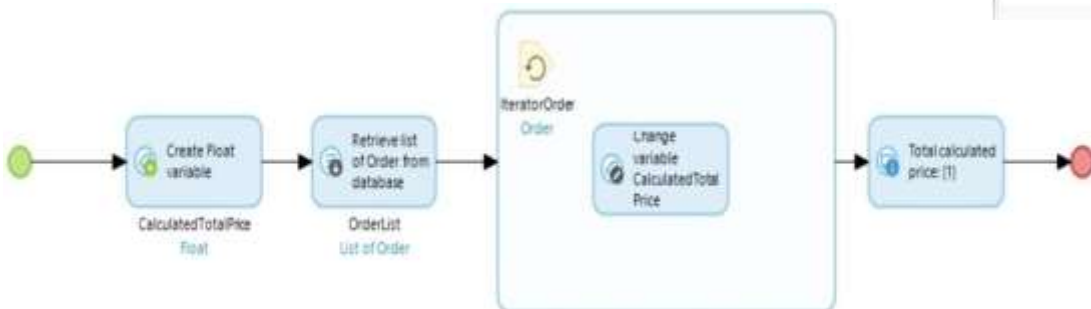 Create Float
variable
CalculatedTotalPrice
Float
Retrieve list
of Order from
database
OrderList
List of Order
IteratorOrder
Order
Change
variable
CalculatedTotal
Price
Total calculated
price: [1]